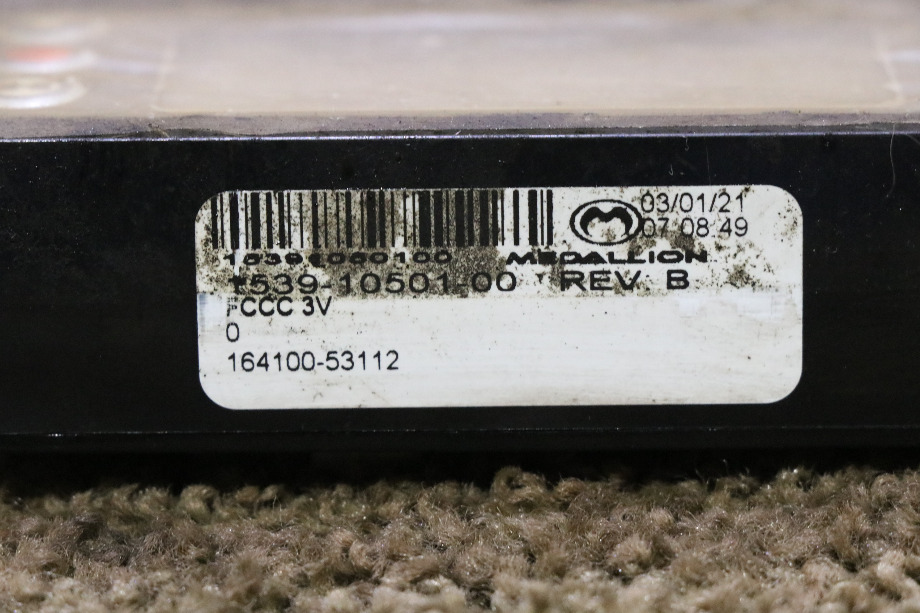 03/01/21
07:08:49
MEDALLION
1539-10501-00 REV B
FCCC 3V
0
164100-53112